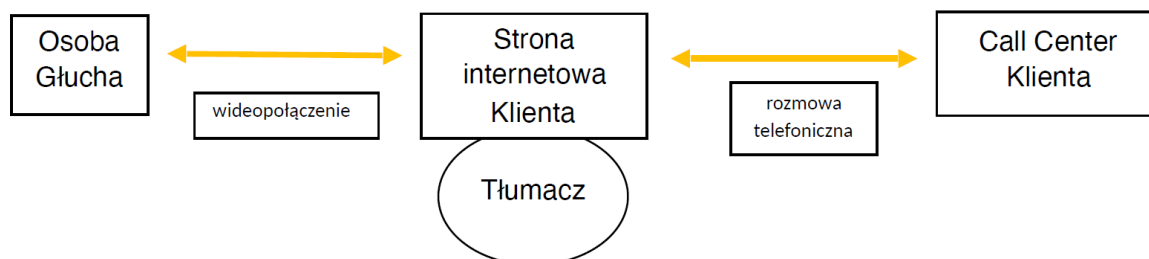 Osoba
Głucha
wideopołączenie
Strona
internetowa
Klienta
Tłumacz
rozmowa
telefoniczna
Call Center
Klienta